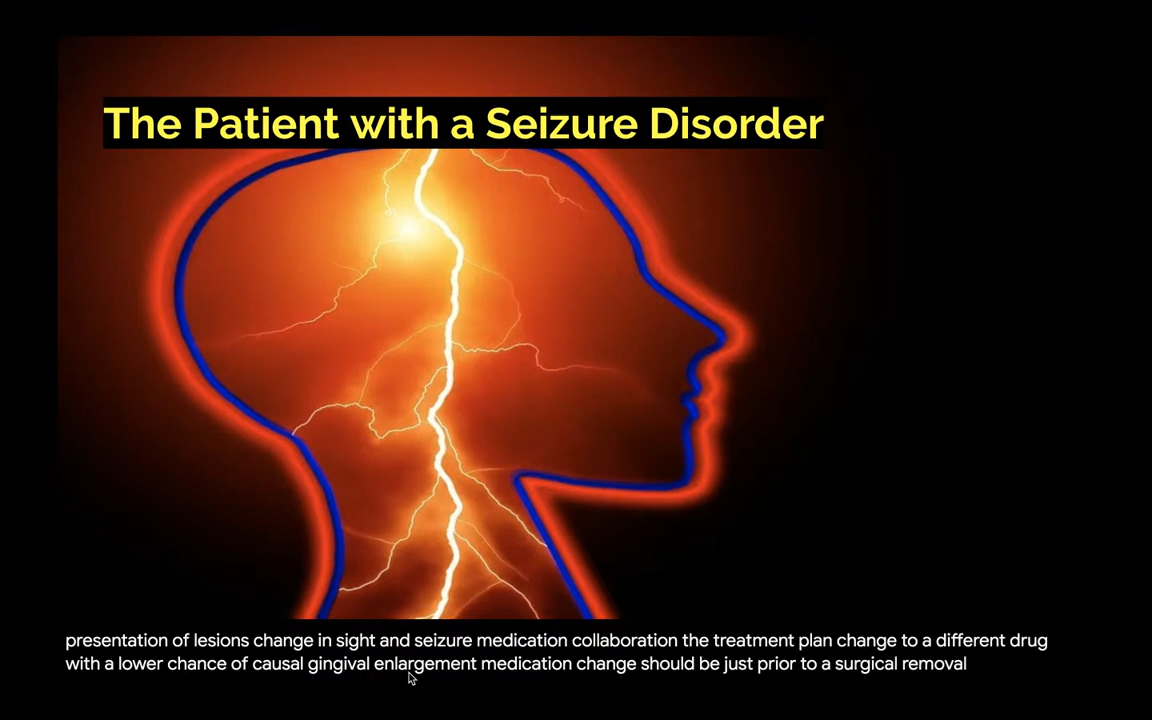 The Patient with a Seizure Disorder
presentation of lesions change in sight and seizure medication collaboration the treatment plan change to a different drug
with a lower chance of causal gingival enlargement medication change should be just prior to a surgical removal